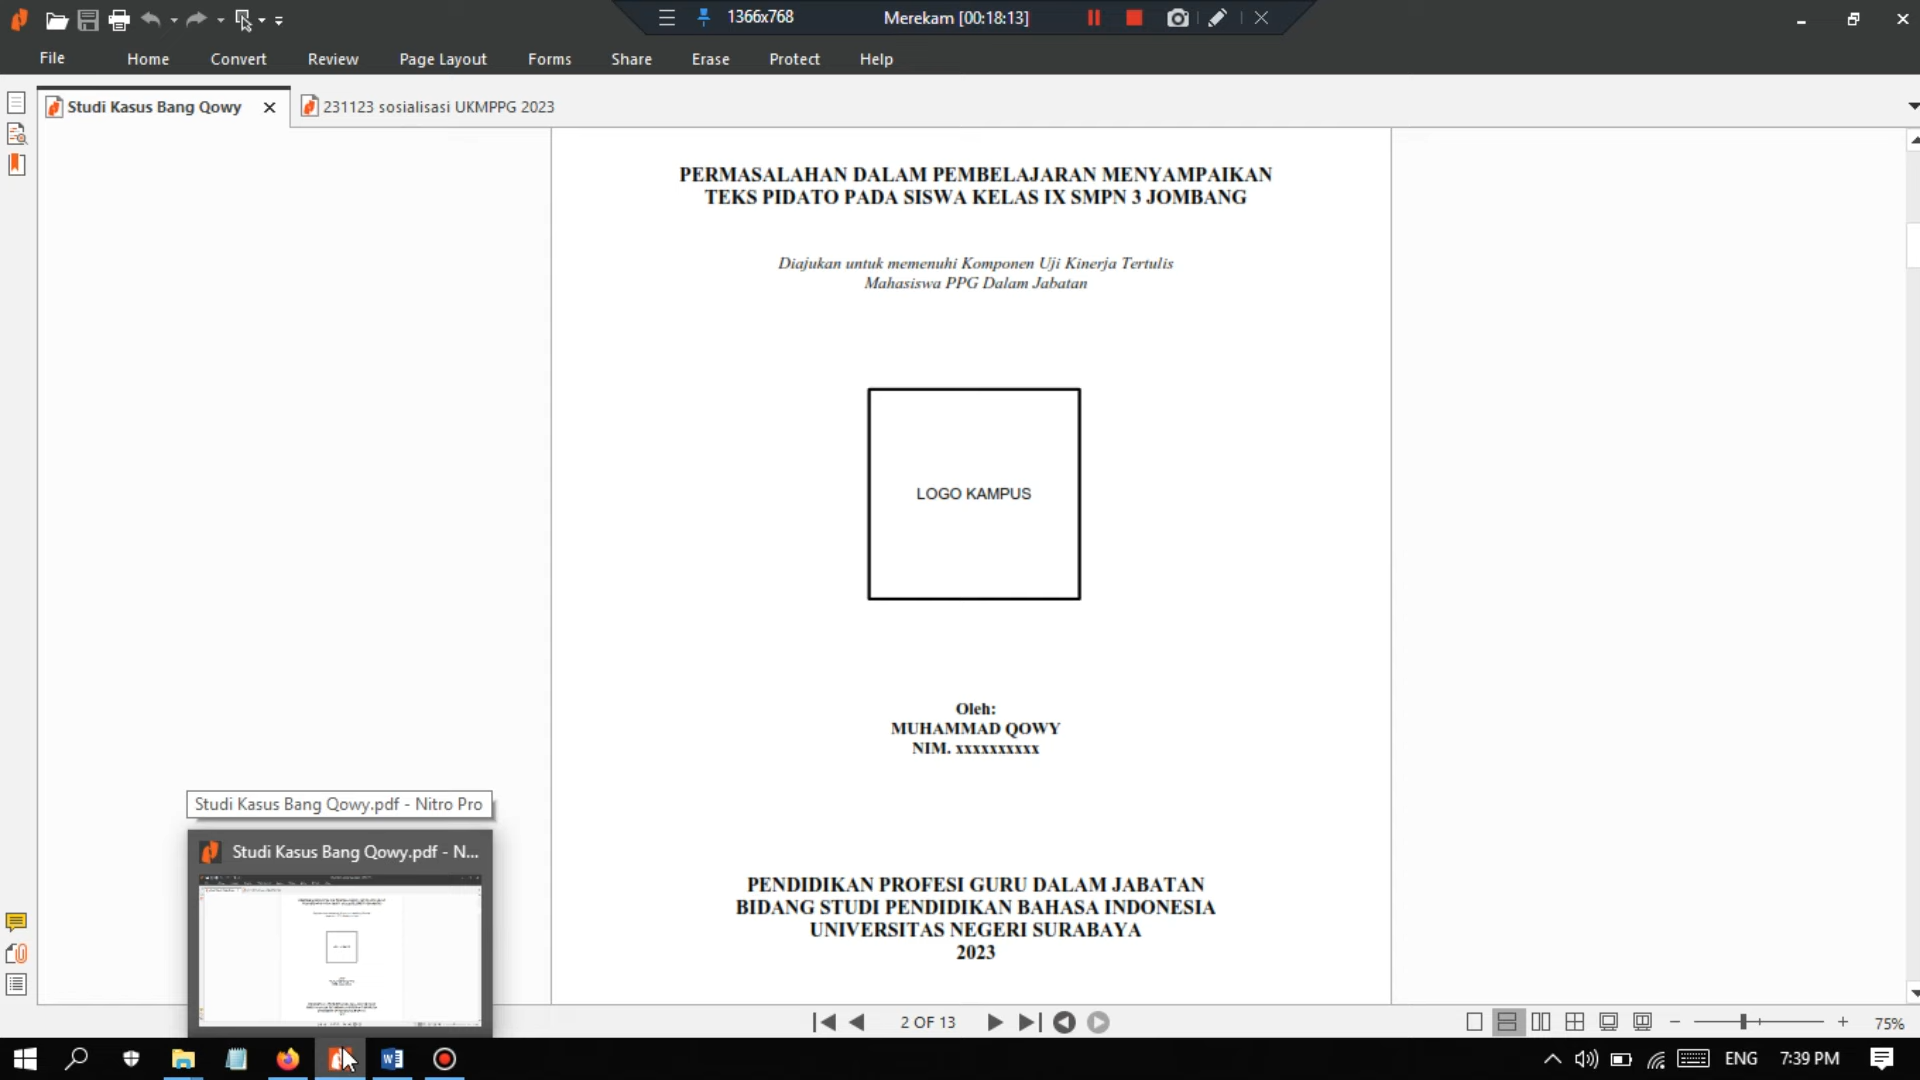 1366x768
Merekam [00:18:13]
File
Home
Convert
Review
Page Layout
Forms
Share
Erase
Protect
Help
Studi Kasus Bang Qowy
231123 sosialisasi UKMPPG 2023
PERMASALAHAN DALAM PEMBELAJARAN MENYAMPAIKAN
TEKS PIDATO PADA SISWA KELAS IX SMPN 3 JOMBANG
Diajukan untuk memenuhi Komponen Uji Kinerja Tertulis
Mahasiswa PPG Dalam Jabatan
LOGO KAMPUS
Oleh:
MUHAMMAD QOWY
NIM. xxxxxxxxxx
PENDIDIKAN PROFESI GURU DALAM JABATAN
BIDANG STUDI PENDIDIKAN BAHASA INDONESIA
UNIVERSITAS NEGERI SURABAYA
2023
Studi Kasus Bang Qowy.pdf - Nitro Pro
Studi Kasus Bang Qowy.pdf - N...
2 OF 13
75%
ENG
7:39 PM